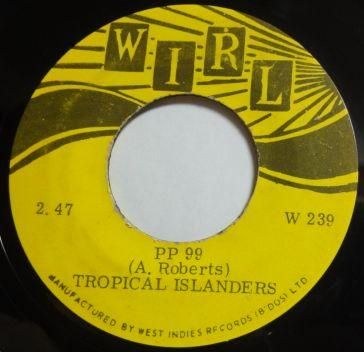 WIRL
2.47
W 239
PP 99
(A. Roberts)
TROPICAL ISLANDERS
MANUFACTURED BY WEST INDIES RECORDS (B'DOS) LTD